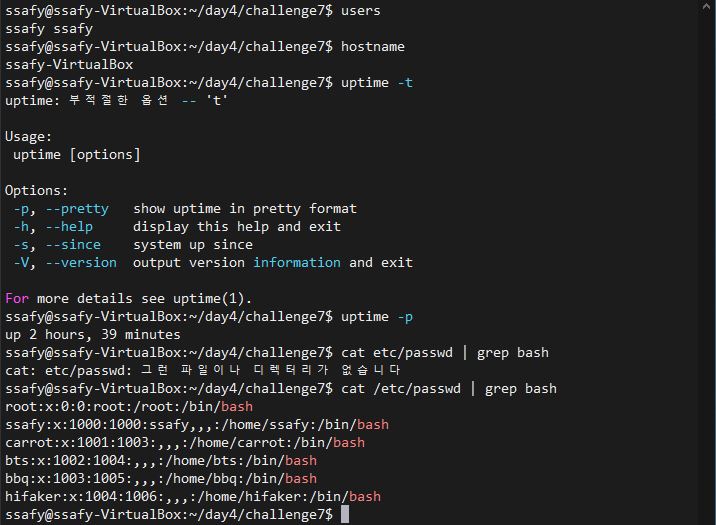 ssafy@ssafy-VirtualBox:~/day4/challenge7$ users
ssafy ssafy
ssafy@ssafy-VirtualBox:~/day4/challenge7$ hostname
ssafy-VirtualBox
ssafy@ssafy-VirtualBox:~/day4/challenge7$ uptime -t
uptime: 부적절한 옵션 -- 't'

Usage:
 uptime [options]

Options:
 -p, --pretty   show uptime in pretty format
 -h, --help     display this help and exit
 -s, --since    system up since
 -V, --version  output version information and exit

For more details see uptime(1).
ssafy@ssafy-VirtualBox:~/day4/challenge7$ uptime -p
up 2 hours, 39 minutes
ssafy@ssafy-VirtualBox:~/day4/challenge7$ cat etc/passwd | grep bash
cat: etc/passwd: 그런 파일이나 디렉터리가 없습니다
ssafy@ssafy-VirtualBox:~/day4/challenge7$ cat /etc/passwd | grep bash
root:x:0:0:root:/root:/bin/bash
ssafy:x:1000:1000:ssafy,,,:/home/ssafy:/bin/bash
carrot:x:1001:1003:,,,:/home/carrot:/bin/bash
bts:x:1002:1004:,,,:/home/bts:/bin/bash
bbq:x:1003:1005:,,,:/home/bbq:/bin/bash
hifaker:x:1004:1006:,,,:/home/hifaker:/bin/bash
ssafy@ssafy-VirtualBox:~/day4/challenge7$